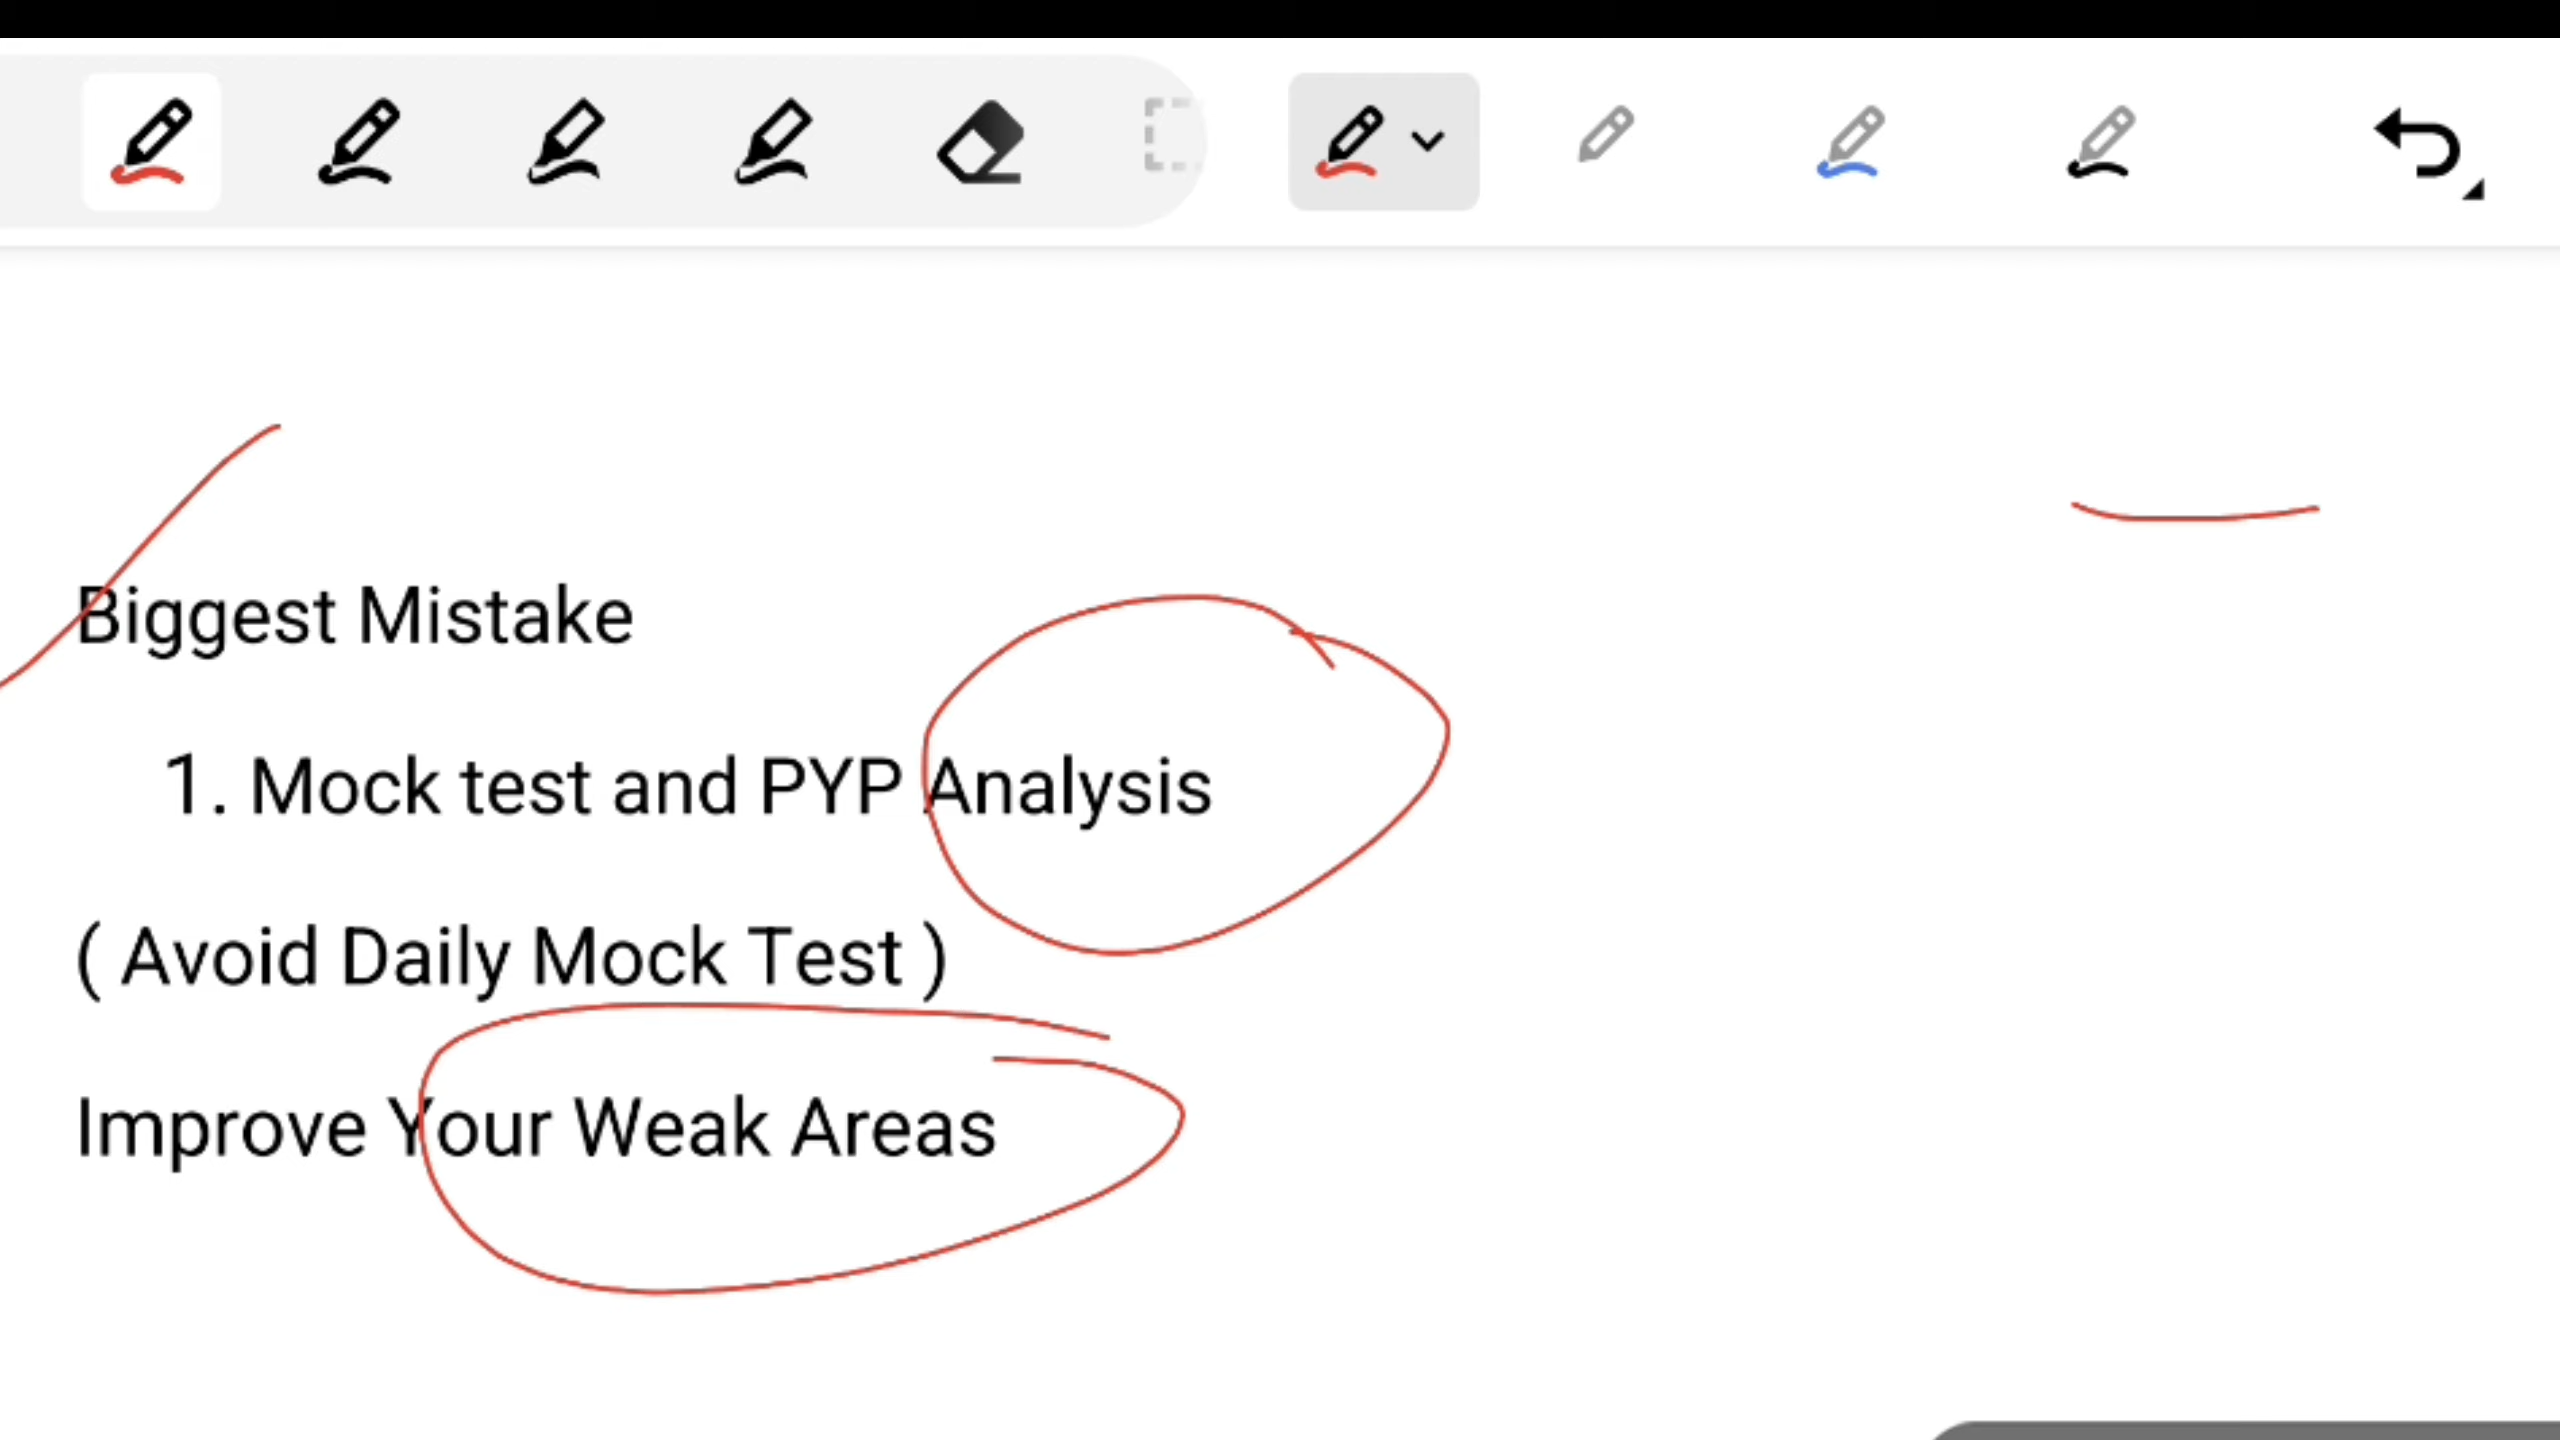 Biggest Mistake
1. Mock test and PYP Analysis
( Avoid Daily Mock Test )
Improve Your Weak Areas